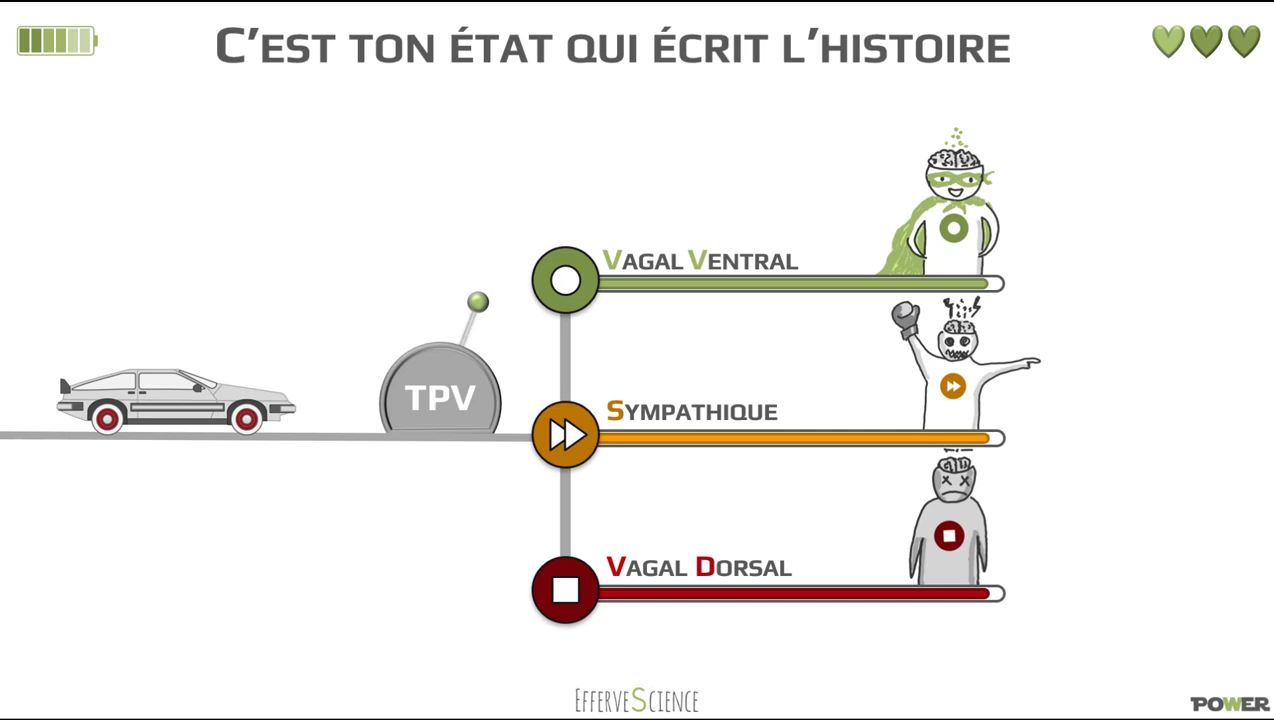 C'EST TON ÉTAT QUI ÉCRIT L'HISTOIRE
VAGAL VENTRAL
TPV
SYMPATHIQUE
VAGAL DORSAL
EFFERVESCIENCE
POWER